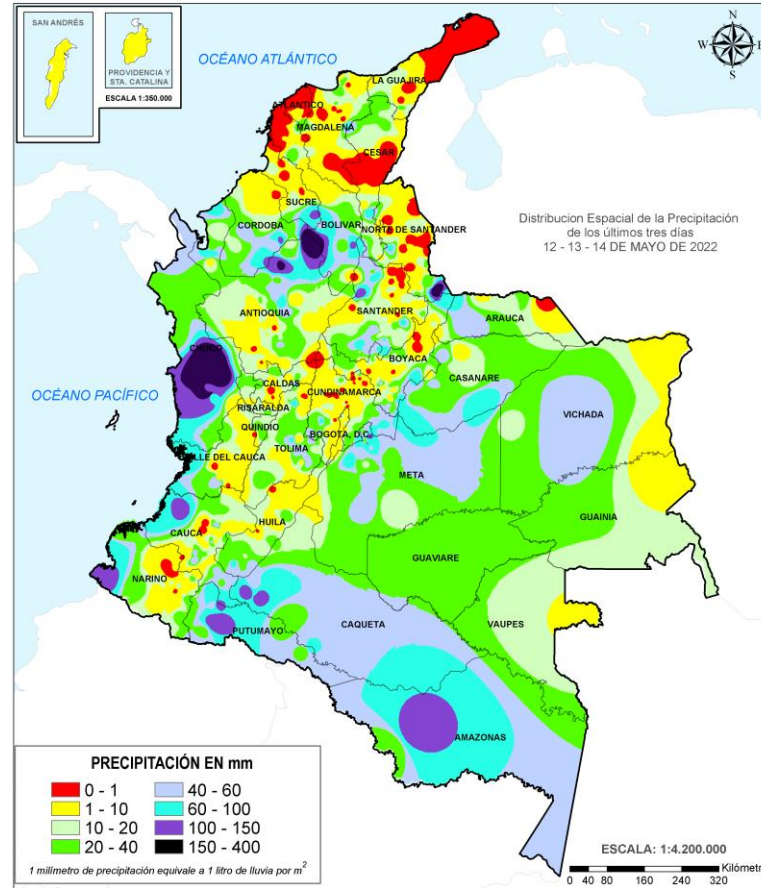 SAN ANDRÉS
PROVIDENCIA Y
STA. CATALINA
ESCALA 1:350.000
OCÉANO ATLÁNTICO
N
W
E
S
LA GUAJIRA
ATLANTICO
MAGDALENA
CESAR
SUCRE
CORDOBA
BOLIVAR
NORTE DE SANTANDER
Distribucion Espacial de la Precipitación
de los últimos tres días
12 - 13 - 14 DE MAYO DE 2022
ANTIOQUIA
SANTANDER
ARAUCA
CHOCO
BOYACA
CASANARE
OCÉANO PACÍFICO
CALDAS
CUNDINAMARCA
RISARALDA
VICHADA
QUINDIO
BOGOTA, D.C.
TOLIMA
VALLE DEL CAUCA
META
GUAINIA
HUILA
CAUCA
GUAVIARE
NARIÑO
VAUPES
CAQUETA
PUTUMAYO
AMAZONAS
PRECIPITACIÓN EN mm
0 - 1
40 - 60
1 - 10
60 - 100
10 - 20
100 - 150
20 - 40
150 - 400
1 milímetro de precipitación equivale a 1 litro de lluvia por m²
ESCALA: 1:4.200.000
Kilómetr
0 40 80 160 240 320